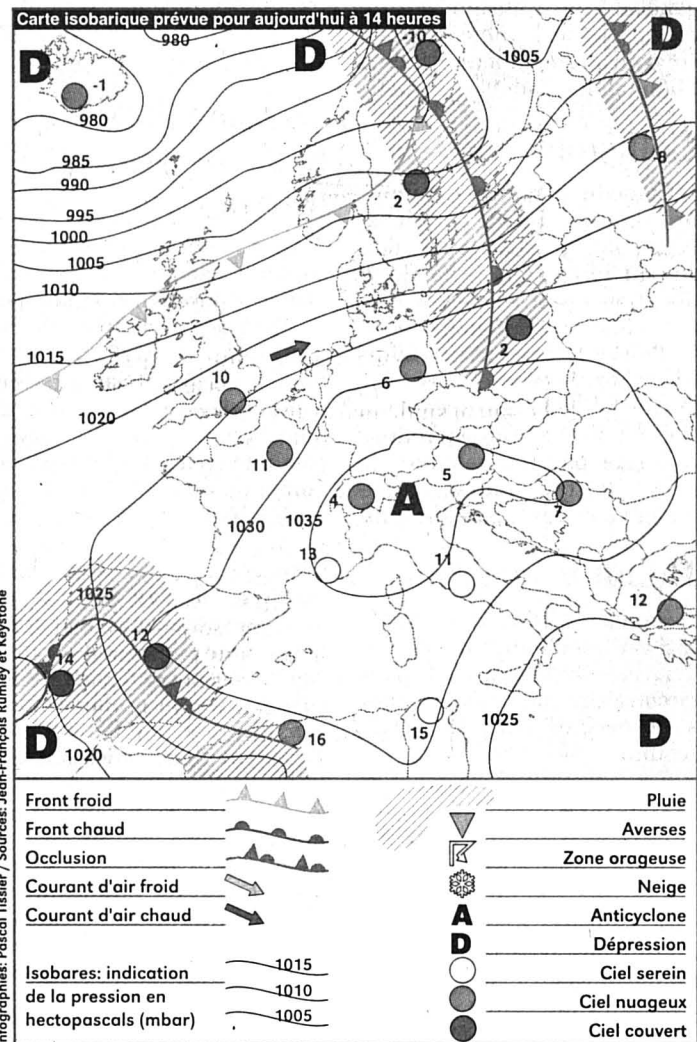 Carte isobarique prévue pour aujourd'hui à 14 heures
980
D
D
-10
1005
D
-1
980
985
990
995
1000
1005
1010
1015
1020
2
-8
2
10
6
11
5
4
A
7
1030
1035
13
11
12
1025
12
14
D
1020
16
15
1025
D
Front froid
Front chaud
Occlusion
Courant d'air froid
Courant d'air chaud
Isobares: indication
de la pression en
hectopascals (mbar)
1015
1010
1005
Pluie
Averses
Zone orageuse
Neige
A Anticyclone
D Dépression
Ciel serein
Ciel nuageux
Ciel couvert
Infographies: Pascal Tissier / Sources: Jean-François Rumley et Keystone